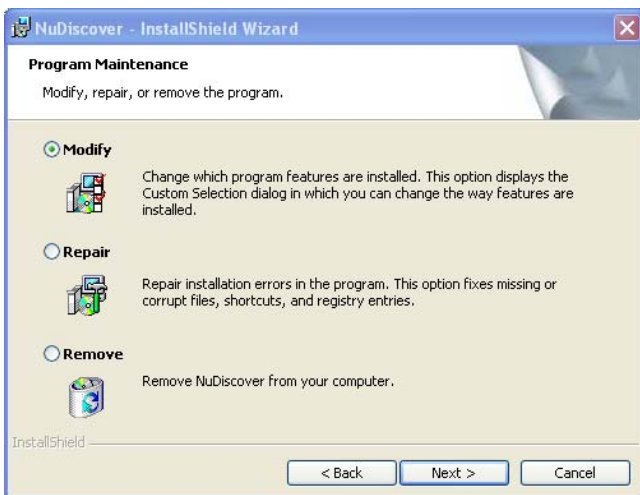 NuDiscover - InstallShield Wizard
Program Maintenance
Modify, repair, or remove the program.
Modify
Change which program features are installed. This option displays the
Custom Selection dialog in which you can change the way features are
installed.
Repair
Repair installation errors in the program. This option fixes missing or
corrupt files, shortcuts, and registry entries.
Remove
Remove NuDiscover from your computer.
InstallShield
< Back
Next >
Cancel